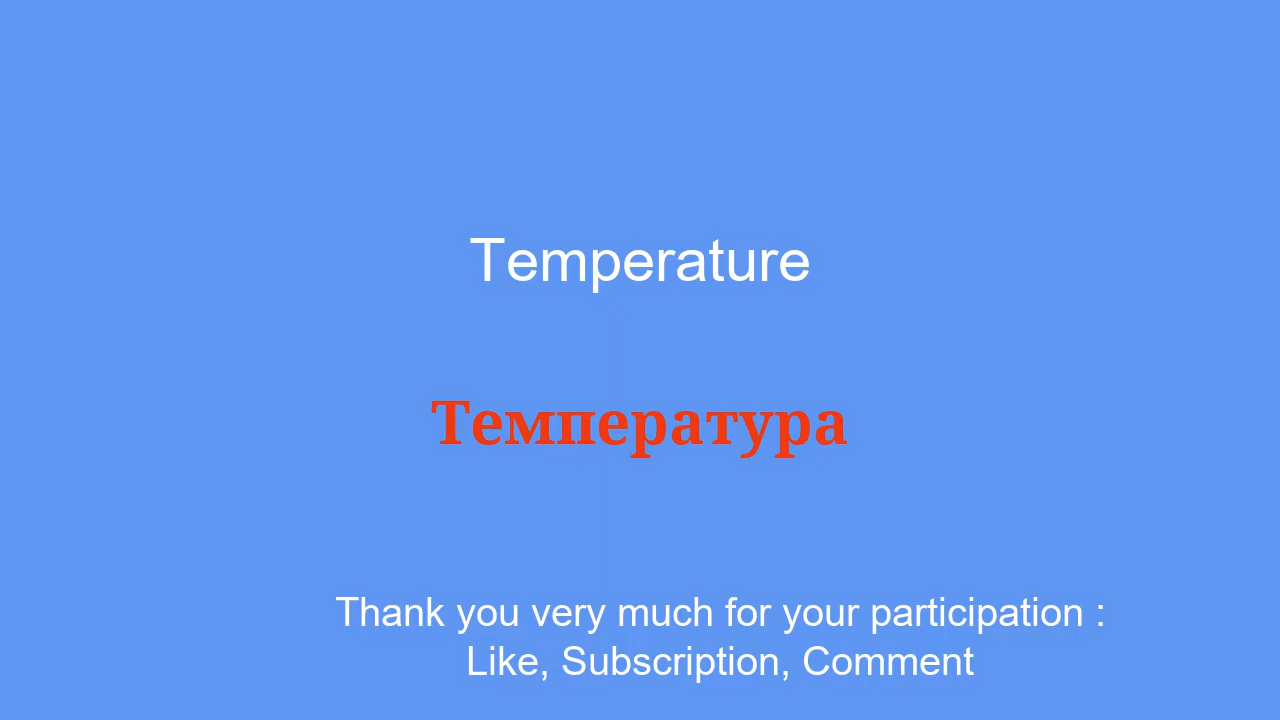 Temperature
Температура
Thank you very much for your participation :
Like, Subscription, Comment